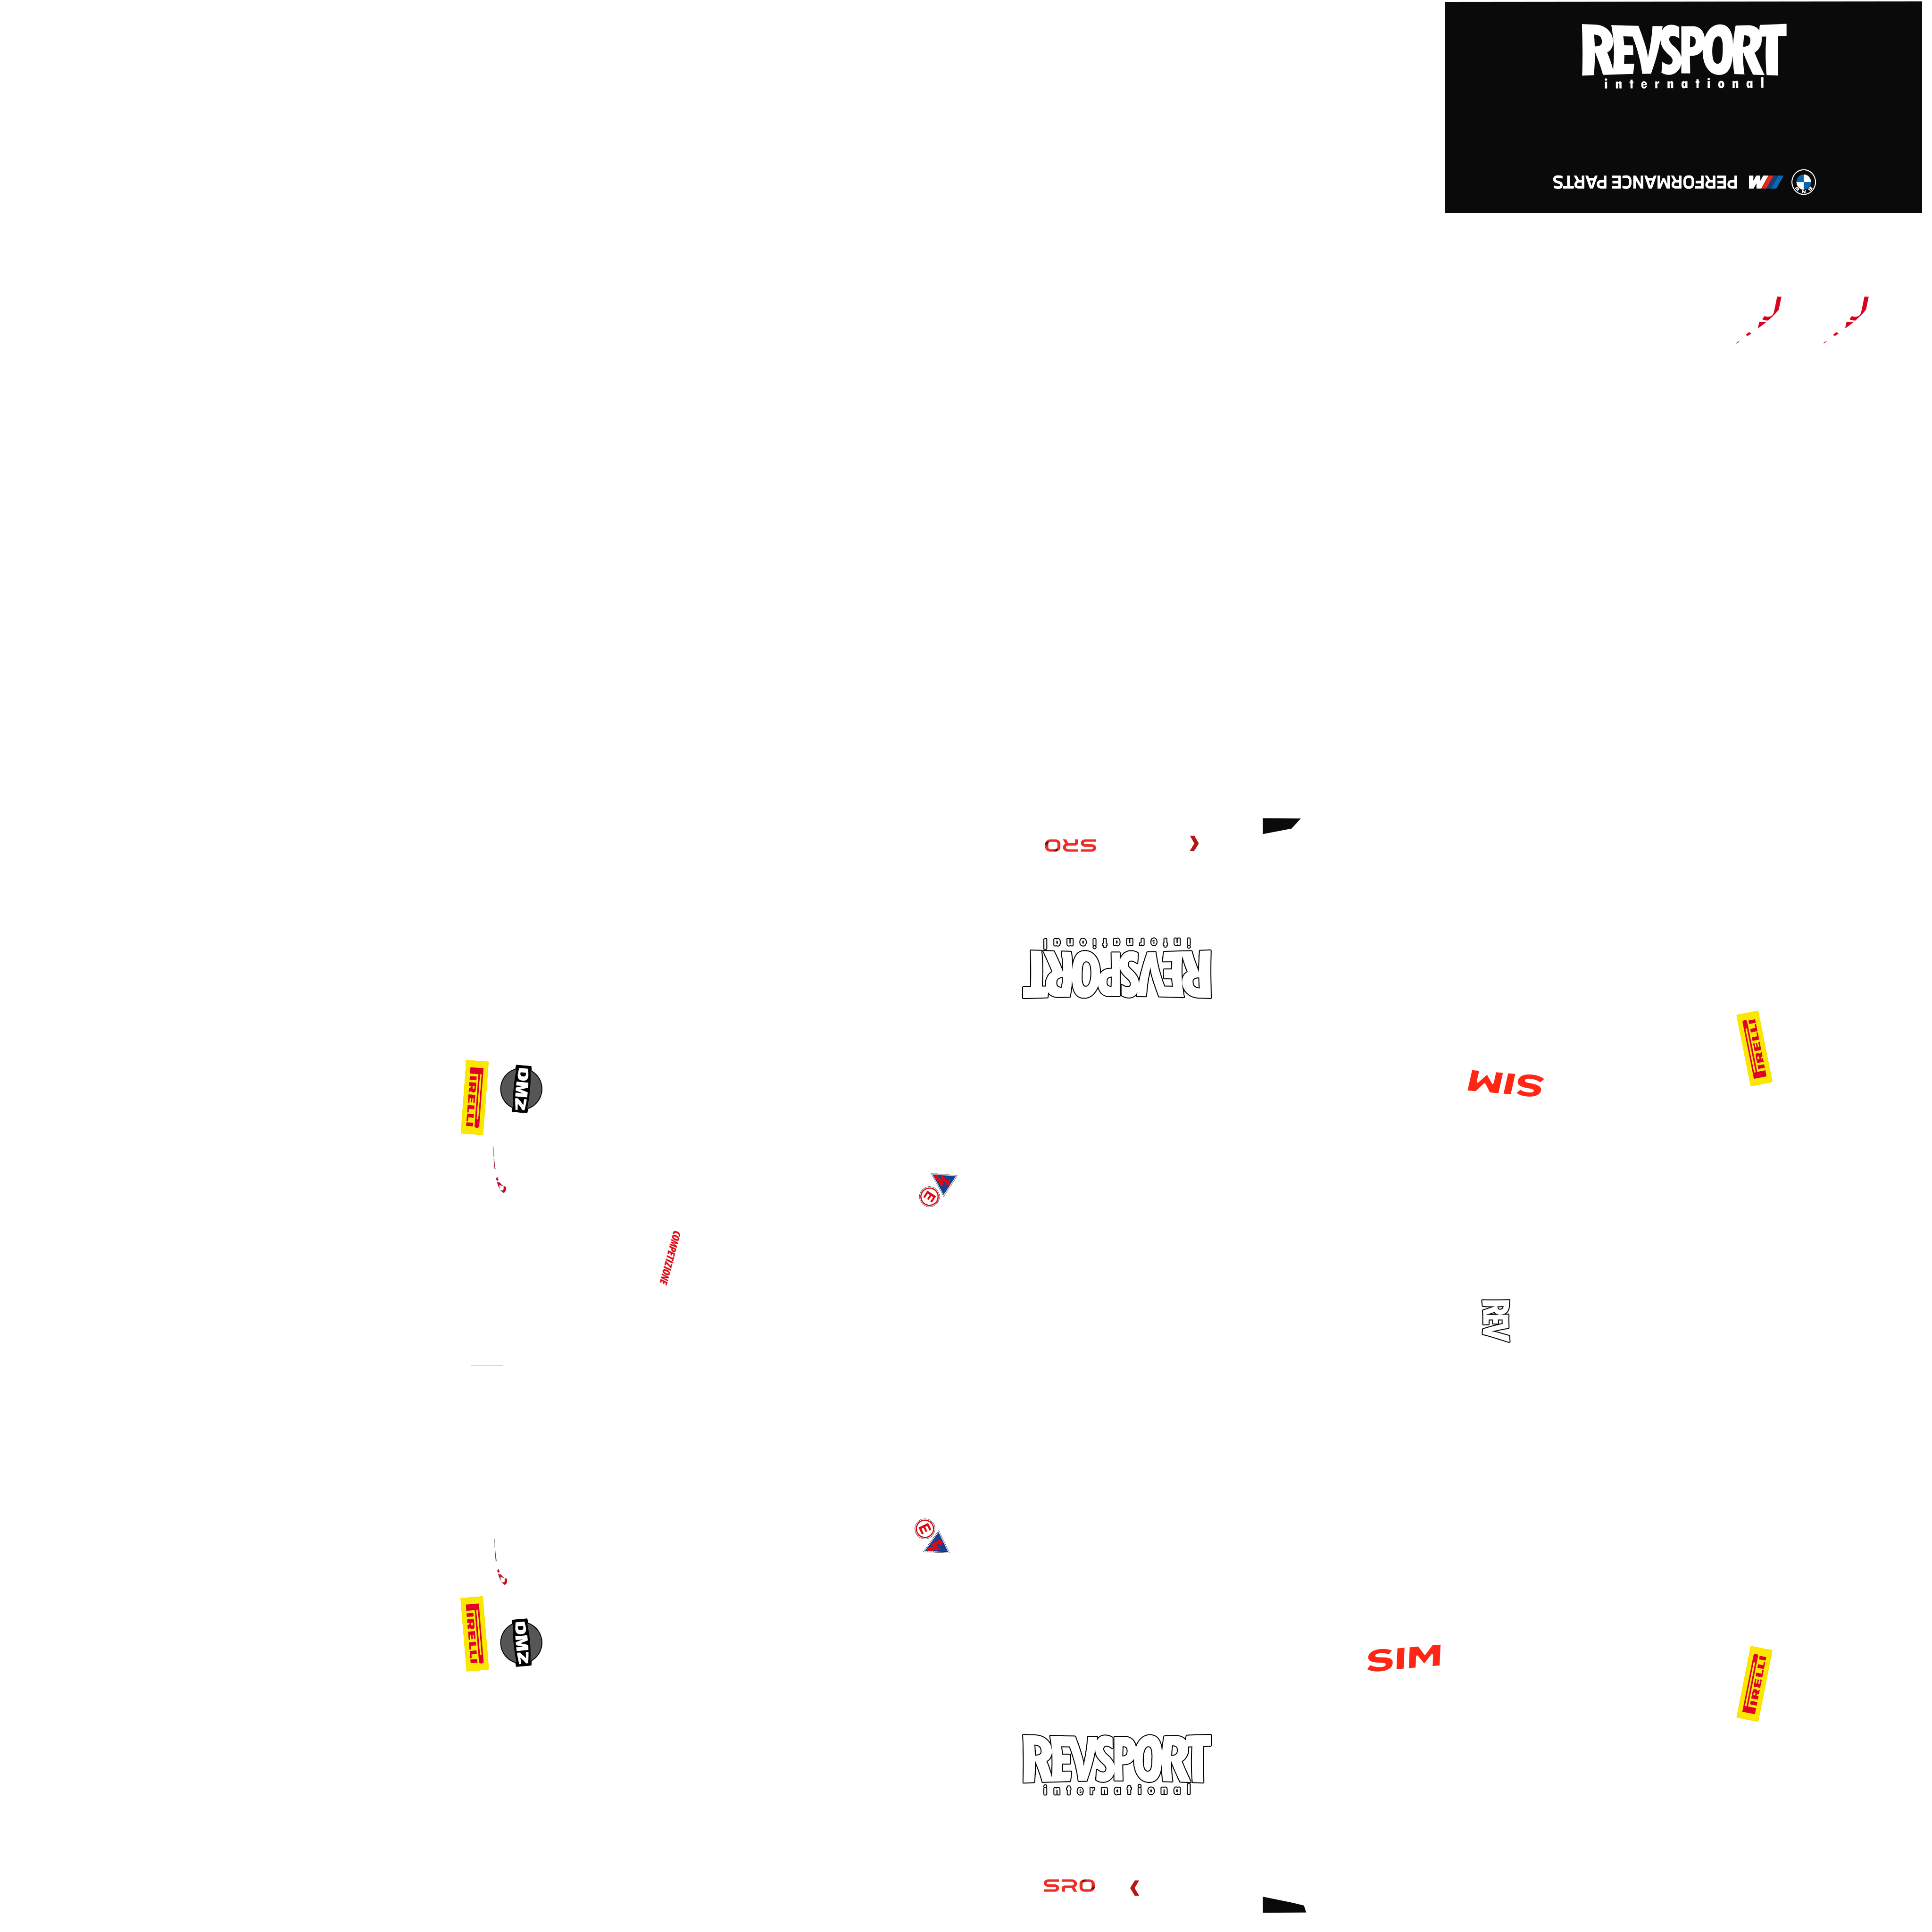 REVSPORT
international
PERFORMANCE PARTS
BMW
SRO
international
REVSPORT
PIRELLI
PIRELLI
DMZ
SIM
E
COMPETIZIONE
REV
E
PIRELLI
DMZ
SIM
PIRELLI
REVSPORT
international
SRO